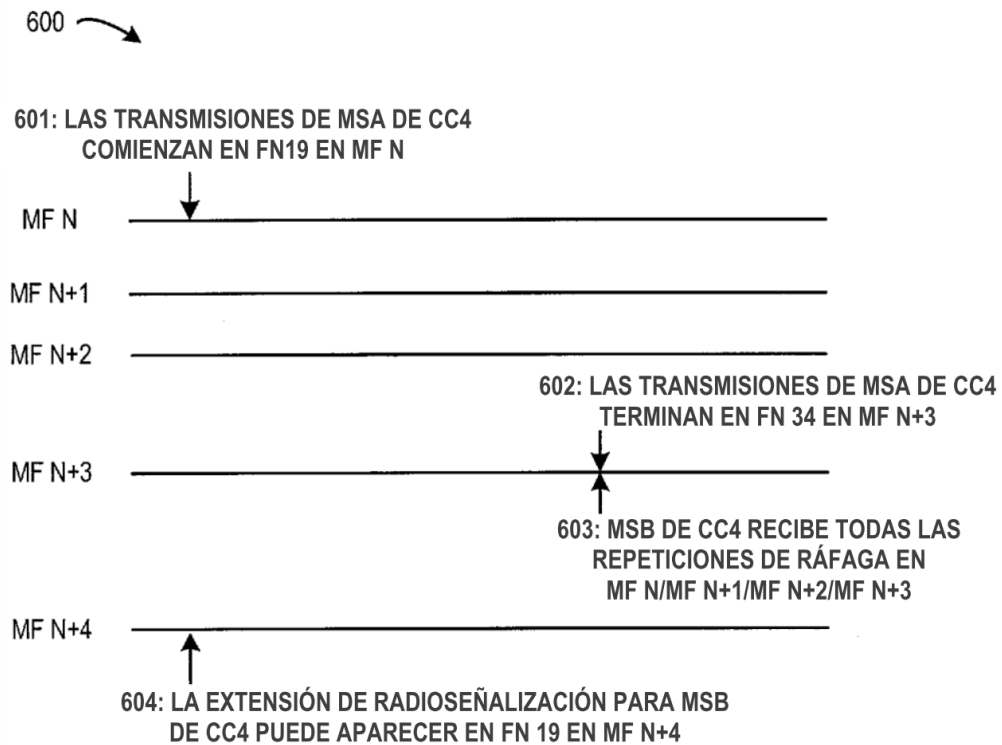 600
601: LAS TRANSMISIONES DE MSA DE CC4
COMIENZAN EN FN19 EN MF N
MF N
MF N+1
MF N+2
602: LAS TRANSMISIONES DE MSA DE CC4
TERMINAN EN FN 34 EN MF N+3
MF N+3
603: MSB DE CC4 RECIBE TODAS LAS
REPETICIONES DE RÁFAGA EN
MF N/MF N+1/MF N+2/MF N+3
MF N+4
604: LA EXTENSIÓN DE RADIOSEÑALIZACIÓN PARA MSB
DE CC4 PUEDE APARECER EN FN 19 EN MF N+4